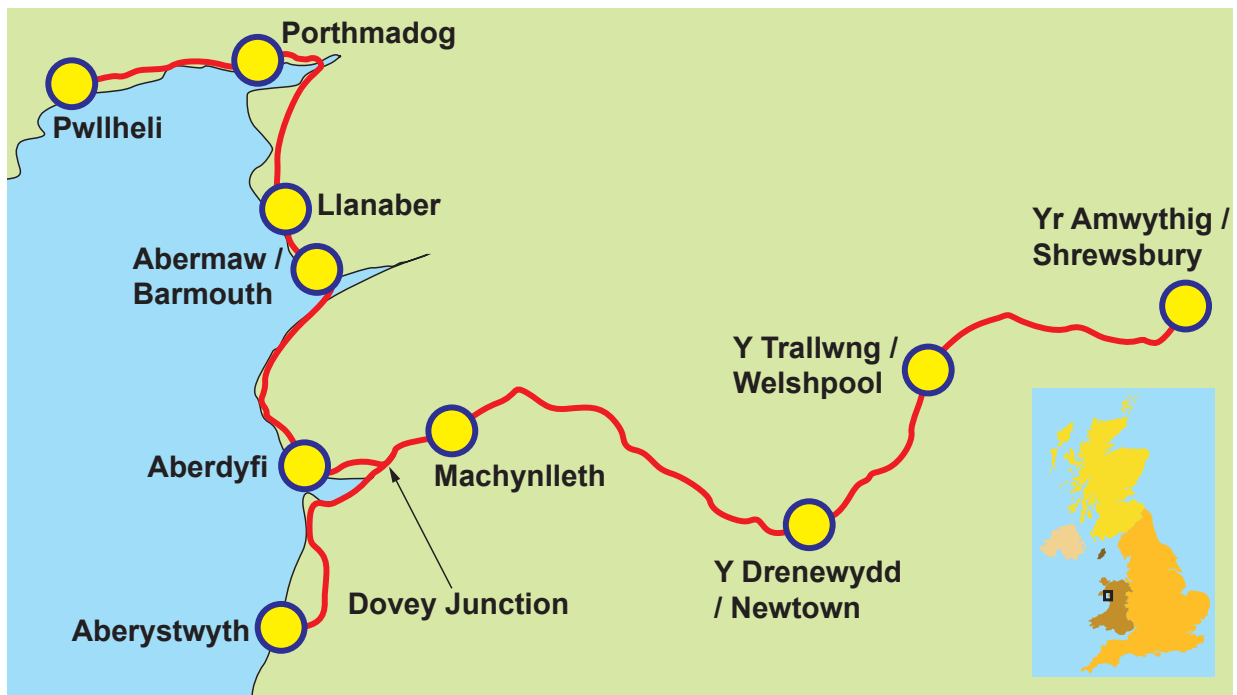 Porthmadog
Pwllheli
Llanaber
Abermaw /
Barmouth
Yr Amwythig /
Shrewsbury
Y Trallwng /
Welshpool
Aberdyfi
Machynlleth
Y Drenewydd
/ Newtown
Dovey Junction
Aberystwyth